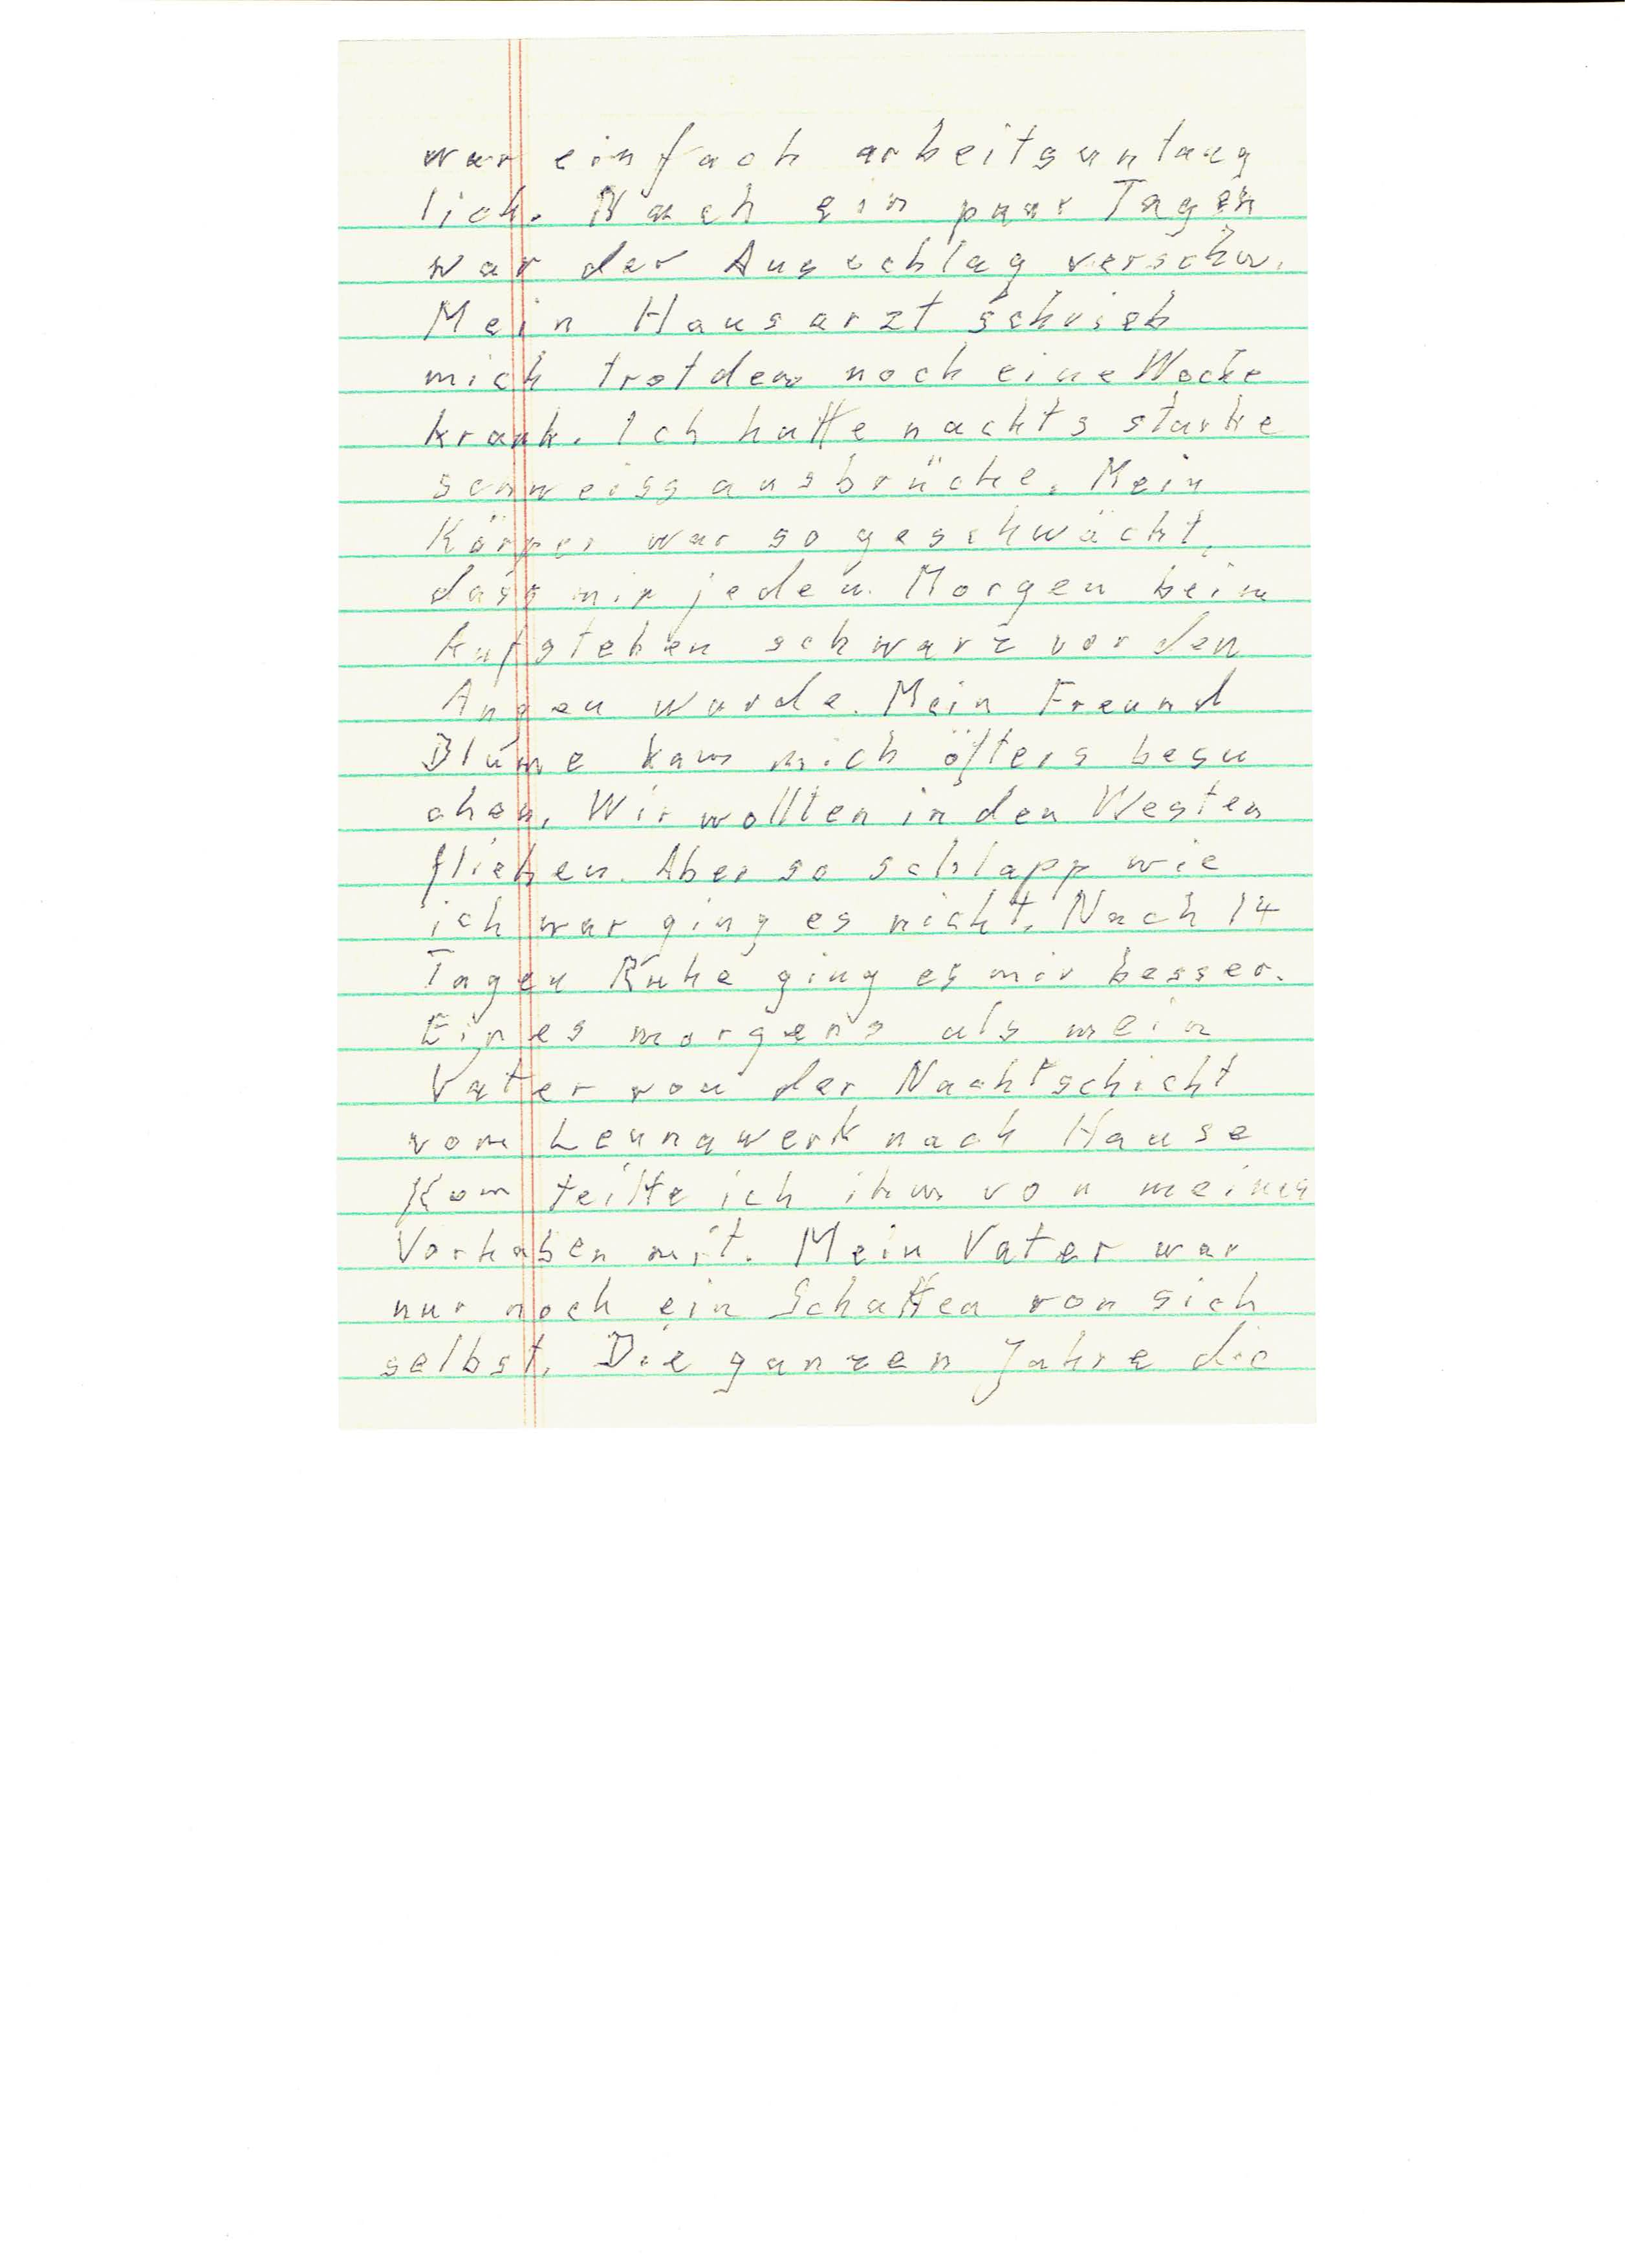 war einfach arbeitsuntaug
lich. Nach ein paar Tagen
war der Ausschlag verschw.
Mein Hausarzt schrieb
mich trotdem noch eine Woche
krank. Ich hatte nachts starke
schweissausbrüche. Mein
Körper war so geschwächt,
dass mir jeden Morgen beim
Aufstehen schwarz vor den
Augen wurde. Mein Freund
Blume kam mich öfters besu
chen. Wir wollten in den Westen
fliehen. Aber so schlapp wie
ich war ging es nicht. Nach 14
Tagen Ruhe ging es mir besser.
Eines morgens als mein
Vater von der Nachtschicht
vom Leunawerk nach Hause
Kam teilte ich ihm von meinen
Vorhaben mit. Mein Vater war
nur noch ein Schatten von sich
selbst. Die ganzen Jahre die